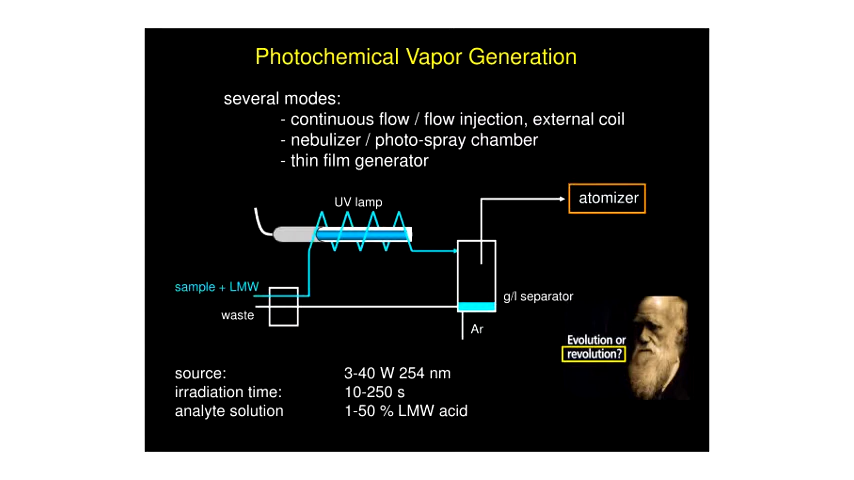 Photochemical Vapor Generation
several modes:
- continuous flow / flow injection, external coil
- nebulizer / photo-spray chamber
- thin film generator
UV lamp
atomizer
sample + LMW
waste
g/l separator
Ar
Evolution or
revolution?
source: 3-40 W 254 nm
irradiation time: 10-250 s
analyte solution 1-50 % LMW acid